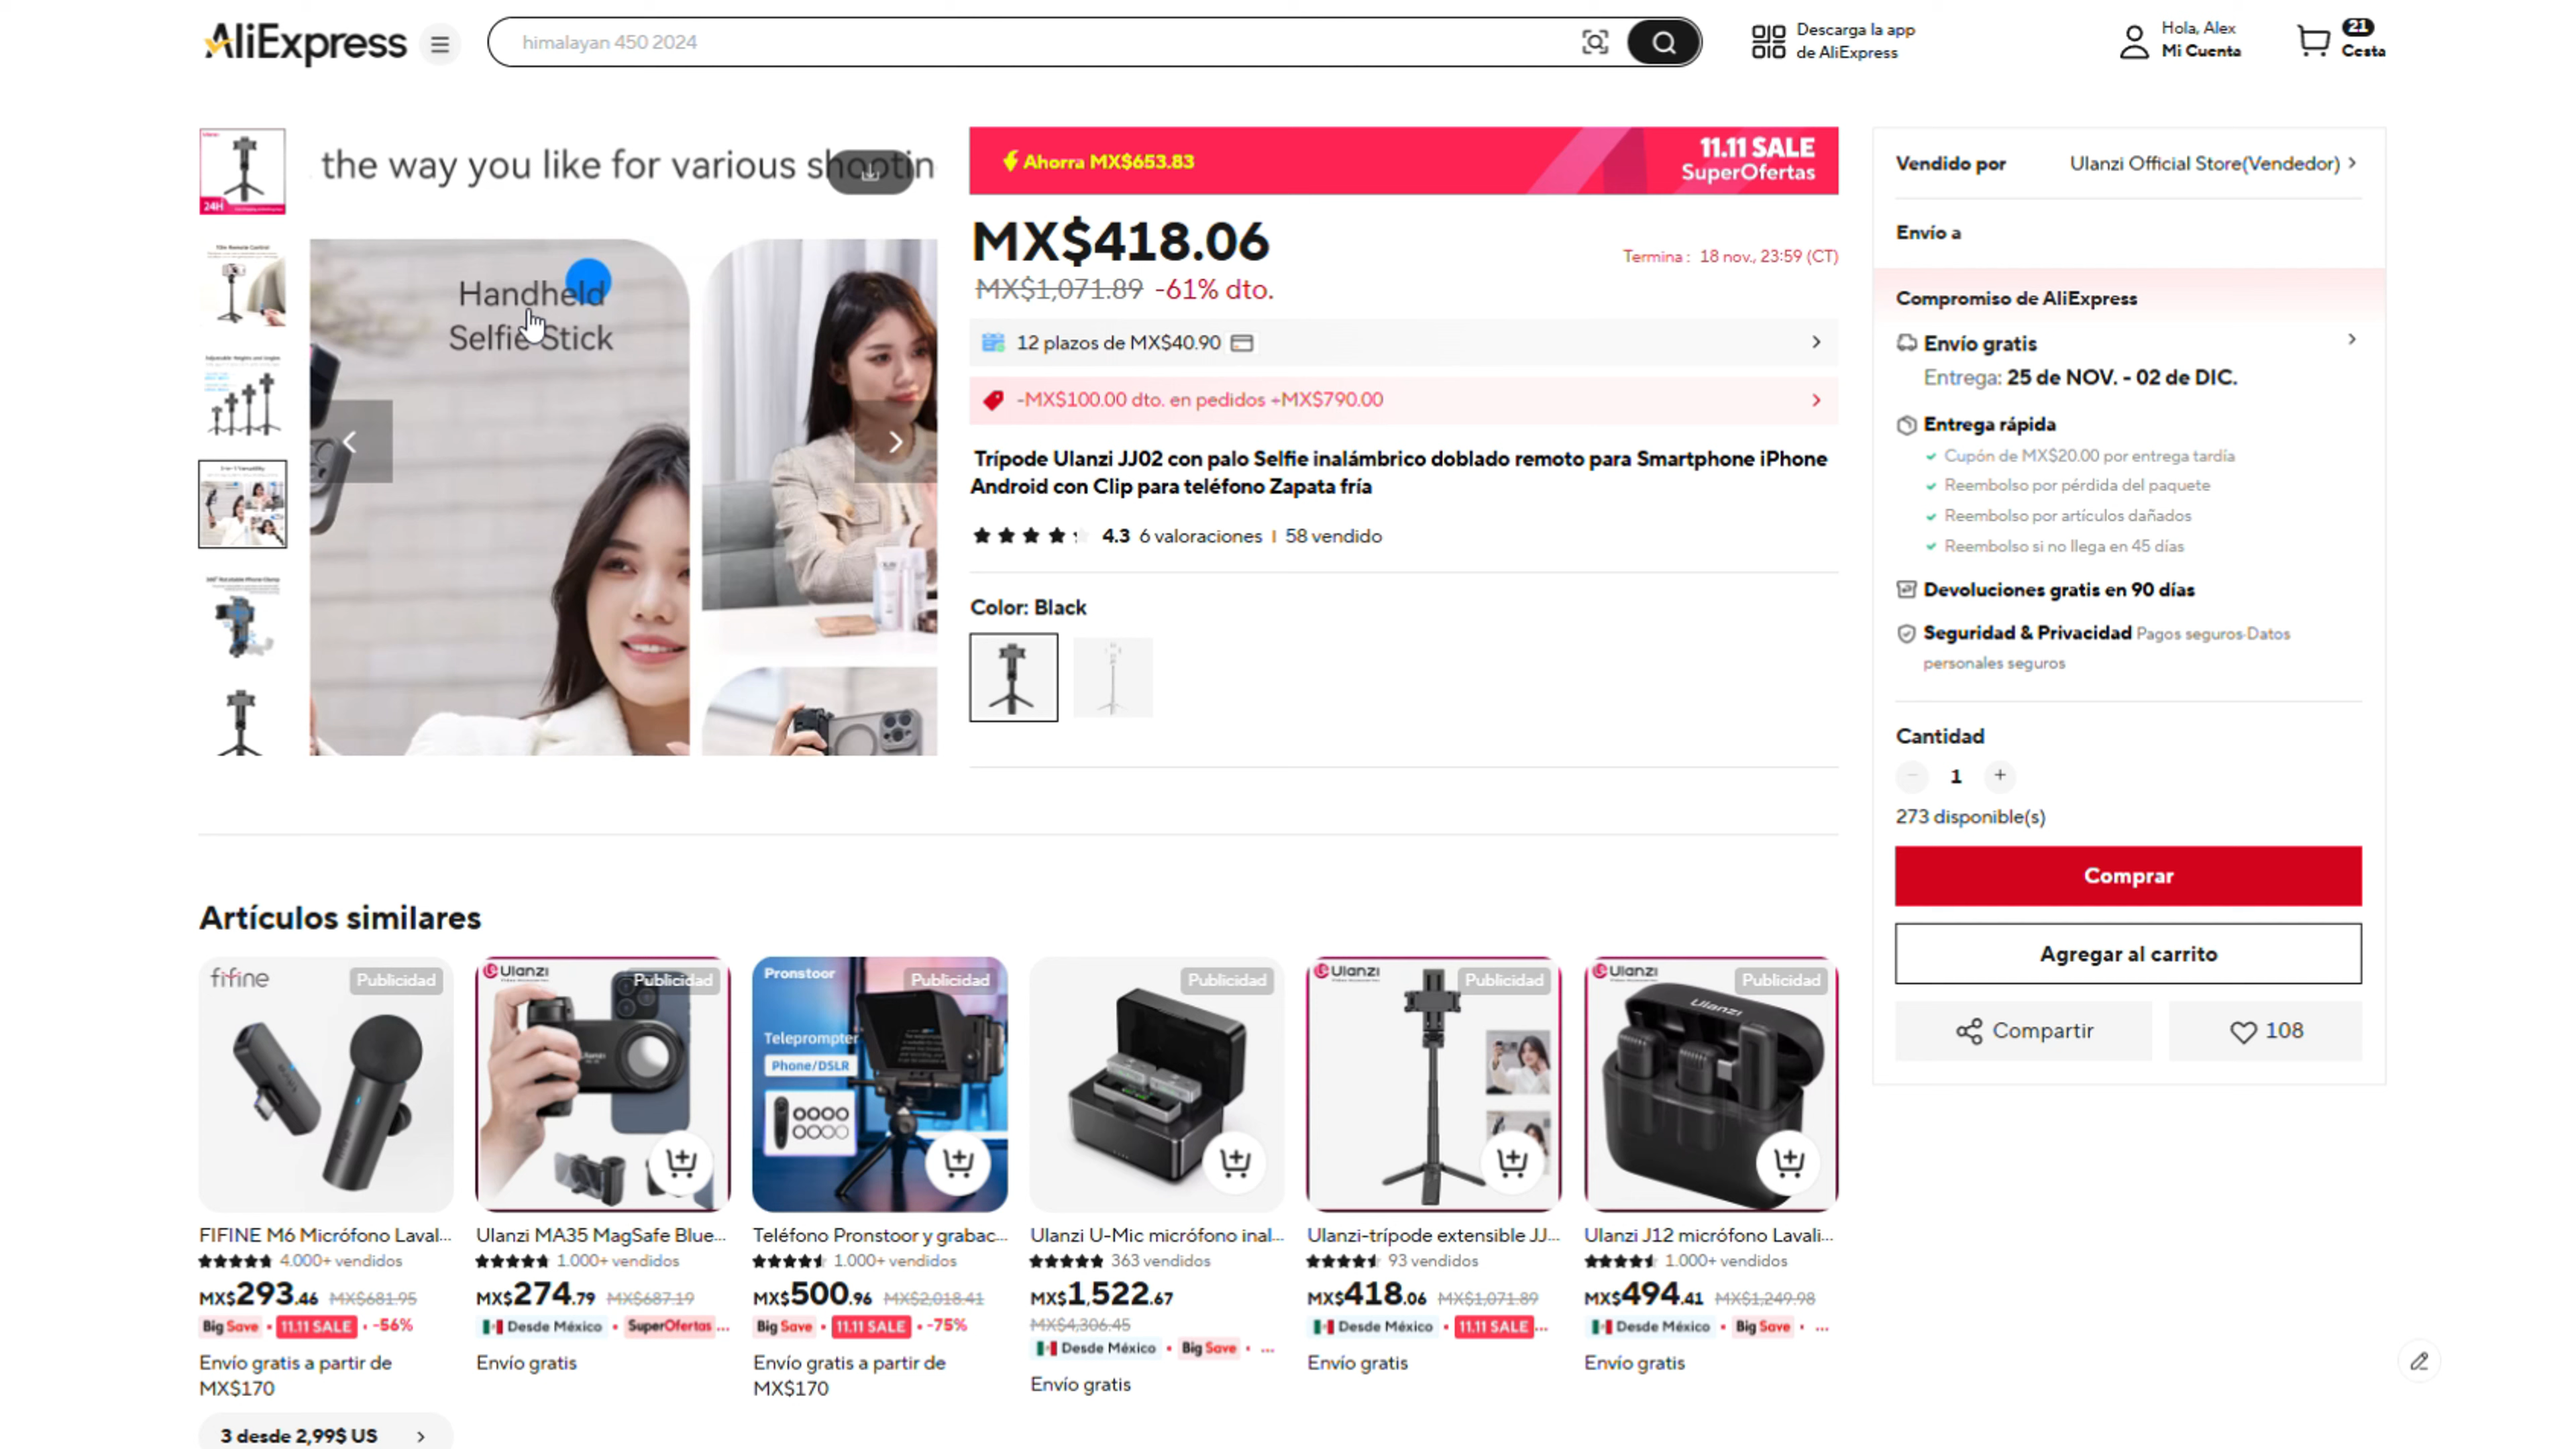 AliExpress
himalayan 450 2024
Descarga la app
de AliExpress
Hola, Alex
Mi Cuenta
21
Cesta
24H
the way you like for various shootin
Handheld
Selfie Stick
Ahorra MX$653.83
11.11 SALE
SuperOfertas
MX$418.06
Termina : 18 nov., 23:59 (CT)
MX$1,071.89 -61% dto.
12 plazos de MX$40.90
-MX$100.00 dto. en pedidos +MX$790.00
Trípode Ulanzi JJ02 con palo Selfie inalámbrico doblado remoto para Smartphone iPhone
Android con Clip para teléfono Zapata fría
4.3 6 valoraciones | 58 vendido
Color: Black
Vendido por Ulanzi Official Store(Vendedor)
Envío a
Compromiso de AliExpress
Envío gratis
Entrega: 25 de NOV. - 02 de DIC.
Entrega rápida
Cupón de MX$20.00 por entrega tardía
Reembolso por pérdida del paquete
Reembolso por artículos dañados
Reembolso si no llega en 45 días
Devoluciones gratis en 90 días
Seguridad & Privacidad Pagos seguros·Datos
personales seguros
Cantidad
1
273 disponible(s)
Comprar
Agregar al carrito
Compartir
108
Artículos similares
fifine
Publicidad
FIFINE M6 Micrófono Laval...
4.000+ vendidos
MX$293.46 MX$681.95
Big Save • 11.11 SALE • -56%
Envío gratis a partir de
MX$170
3 desde 2,99$ US
Ulanzi
Publicidad
Ulanzi MA35 MagSafe Blue...
1.000+ vendidos
MX$274.79 MX$687.19
Desde México • SuperOfertas ...
Envío gratis
Pronstoor
Publicidad
Teleprompter
Phone/DSLR
Teléfono Pronstoor y grabac...
1.000+ vendidos
MX$500.96 MX$2,018.41
Big Save • 11.11 SALE • -75%
Envío gratis a partir de
MX$170
Publicidad
Ulanzi U-Mic micrófono inal...
363 vendidos
MX$1,522.67
MX$4,306.45
Desde México • Big Save • ...
Envío gratis
Ulanzi
Publicidad
Ulanzi-trípode extensible JJ...
93 vendidos
MX$418.06 MX$1,071.89
Desde México • 11.11 SALE ...
Envío gratis
Ulanzi
Publicidad
Ulanzi
Ulanzi J12 micrófono Lavali...
1.000+ vendidos
MX$494.41 MX$1,249.98
Desde México • Big Save • ...
Envío gratis